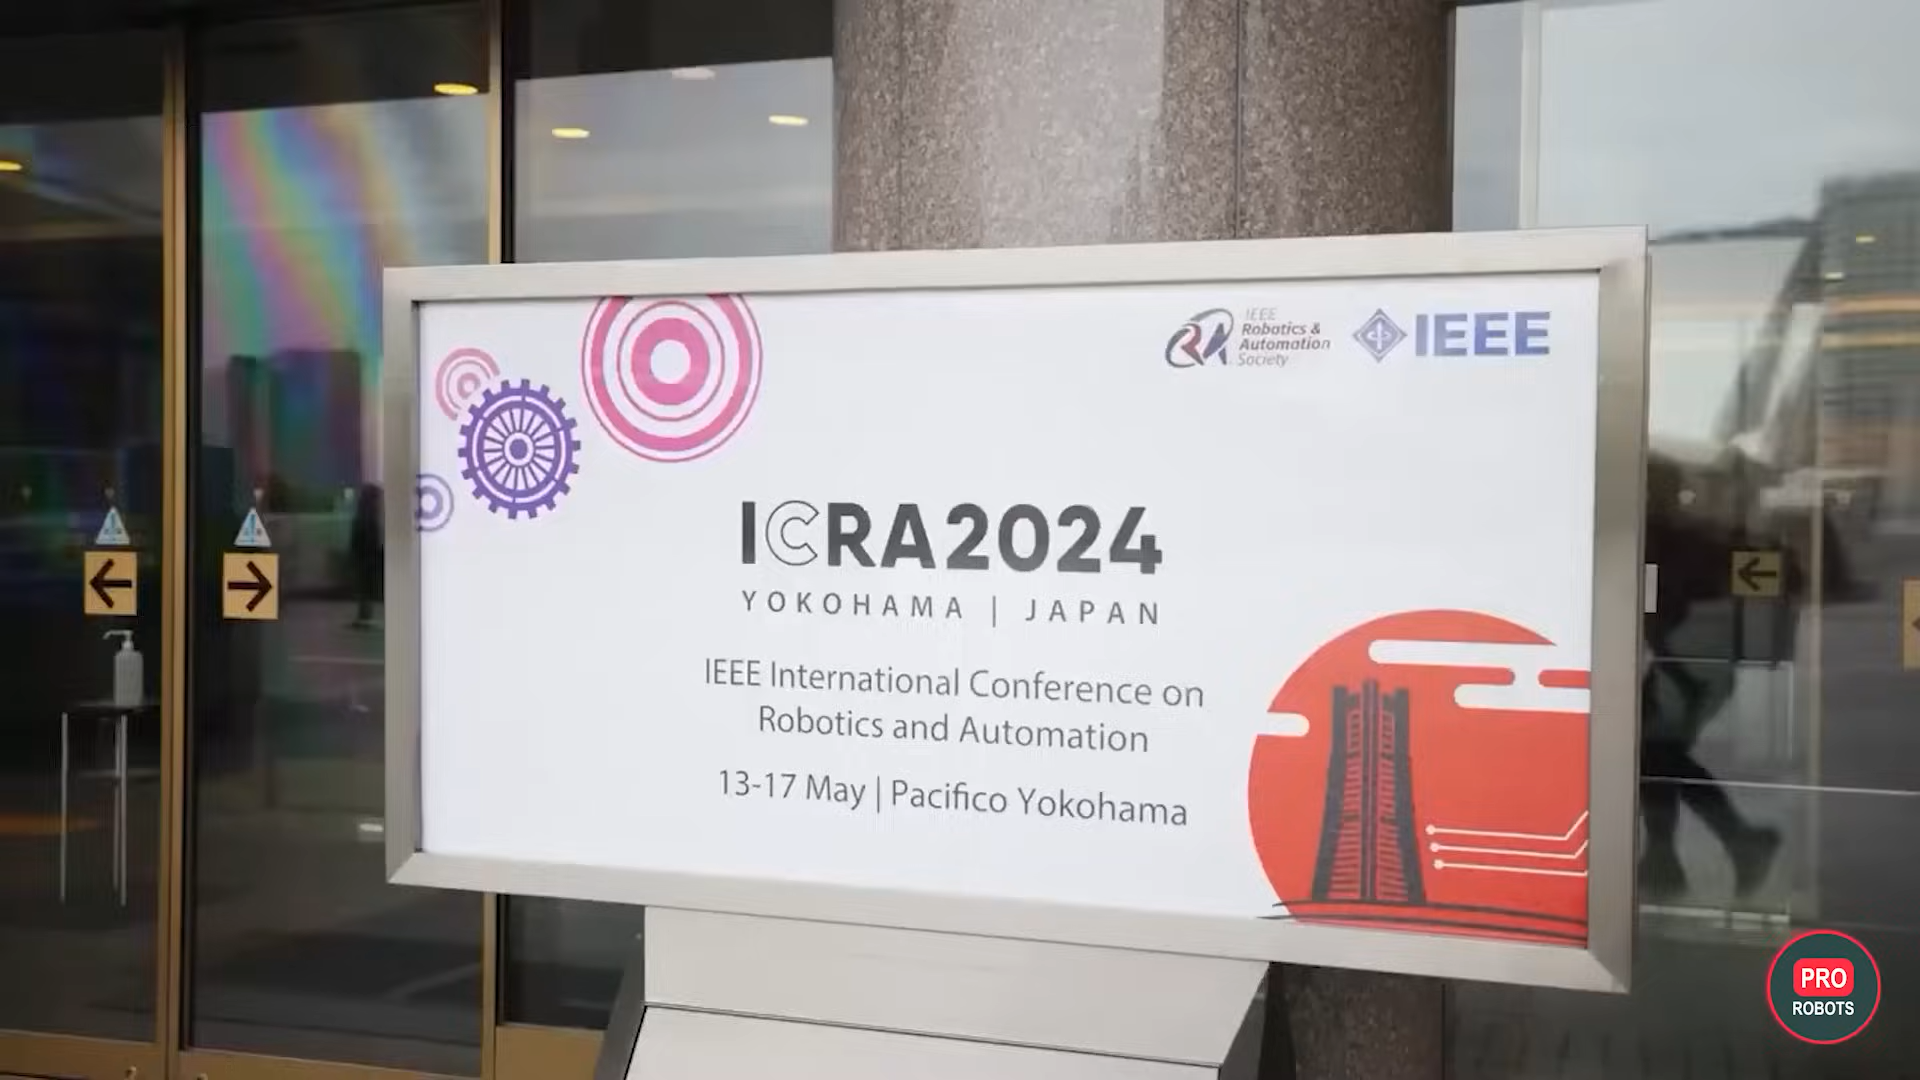 IEEE
Robotics &
Automation
Society
IEEE
ICRA2024
YOKOHAMA | JAPAN
IEEE International Conference on
Robotics and Automation
13-17 May | Pacifico Yokohama
PRO
ROBOTS